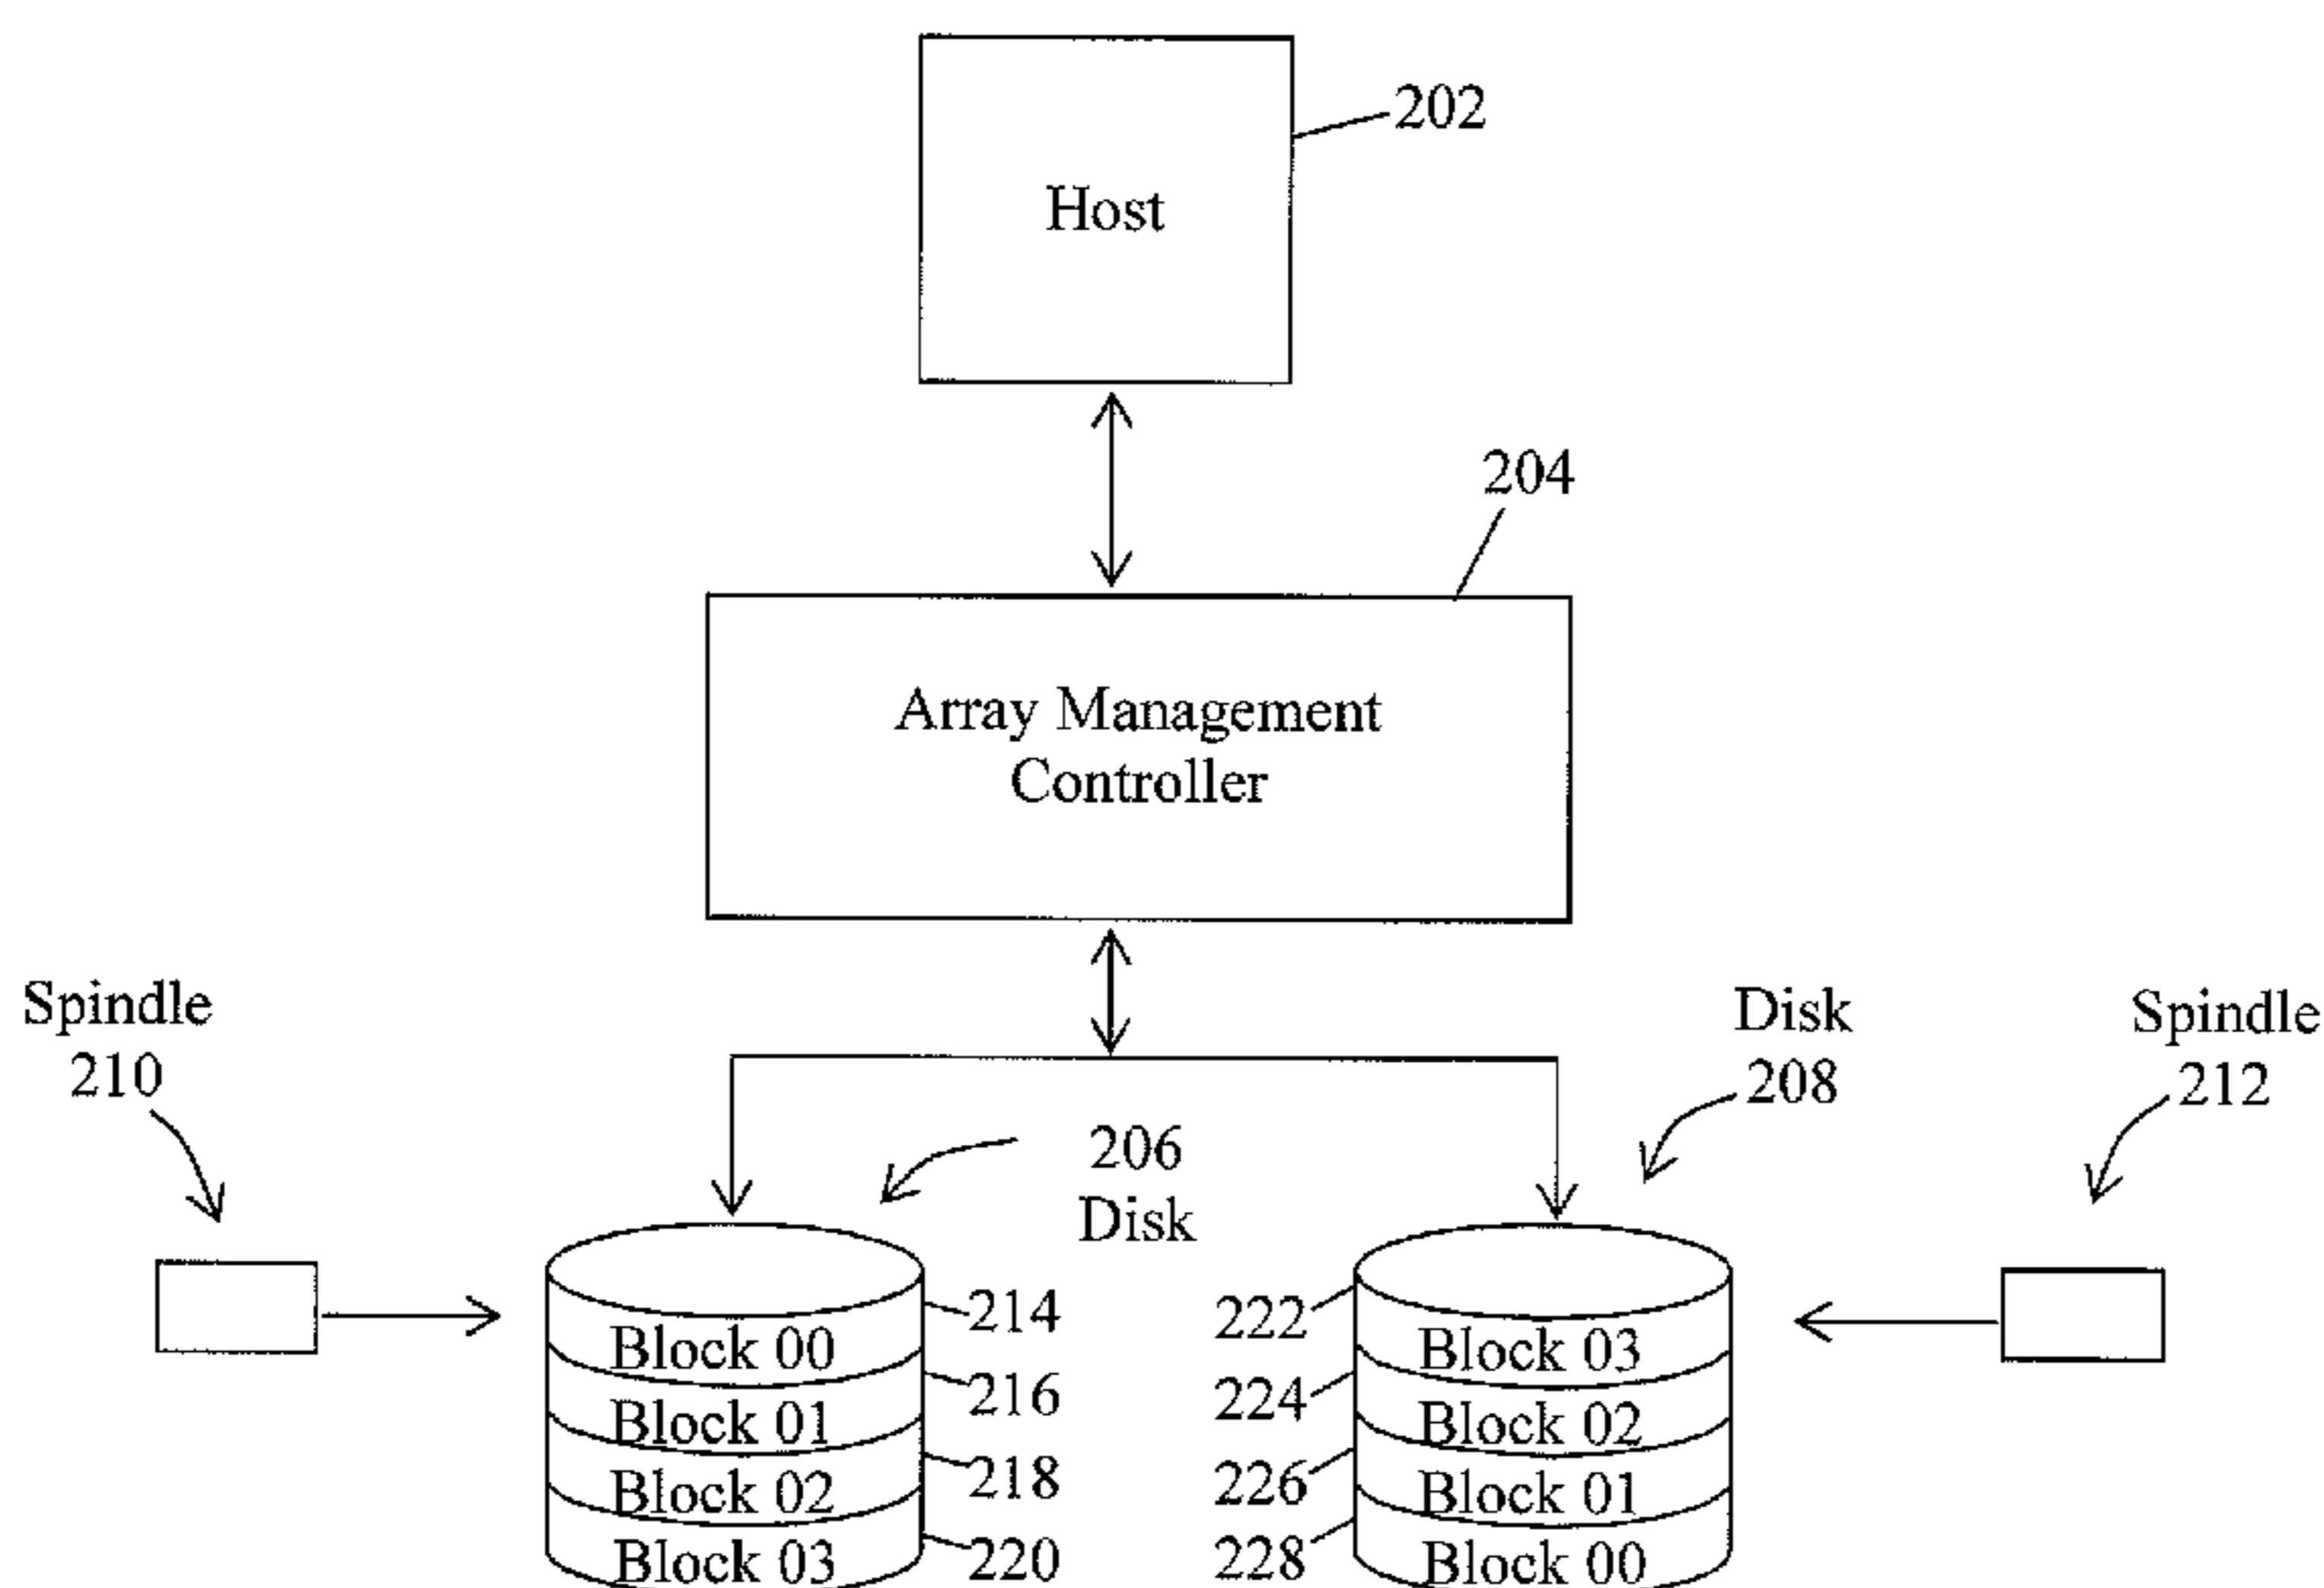 202
Host
204
Array Management
Controller
Spindle
210
Disk
208
Spindle
212
206
Disk
214
Block 00
216
Block 01
218
Block 02
220
Block 03
222
Block 03
224
Block 02
226
Block 01
228
Block 00